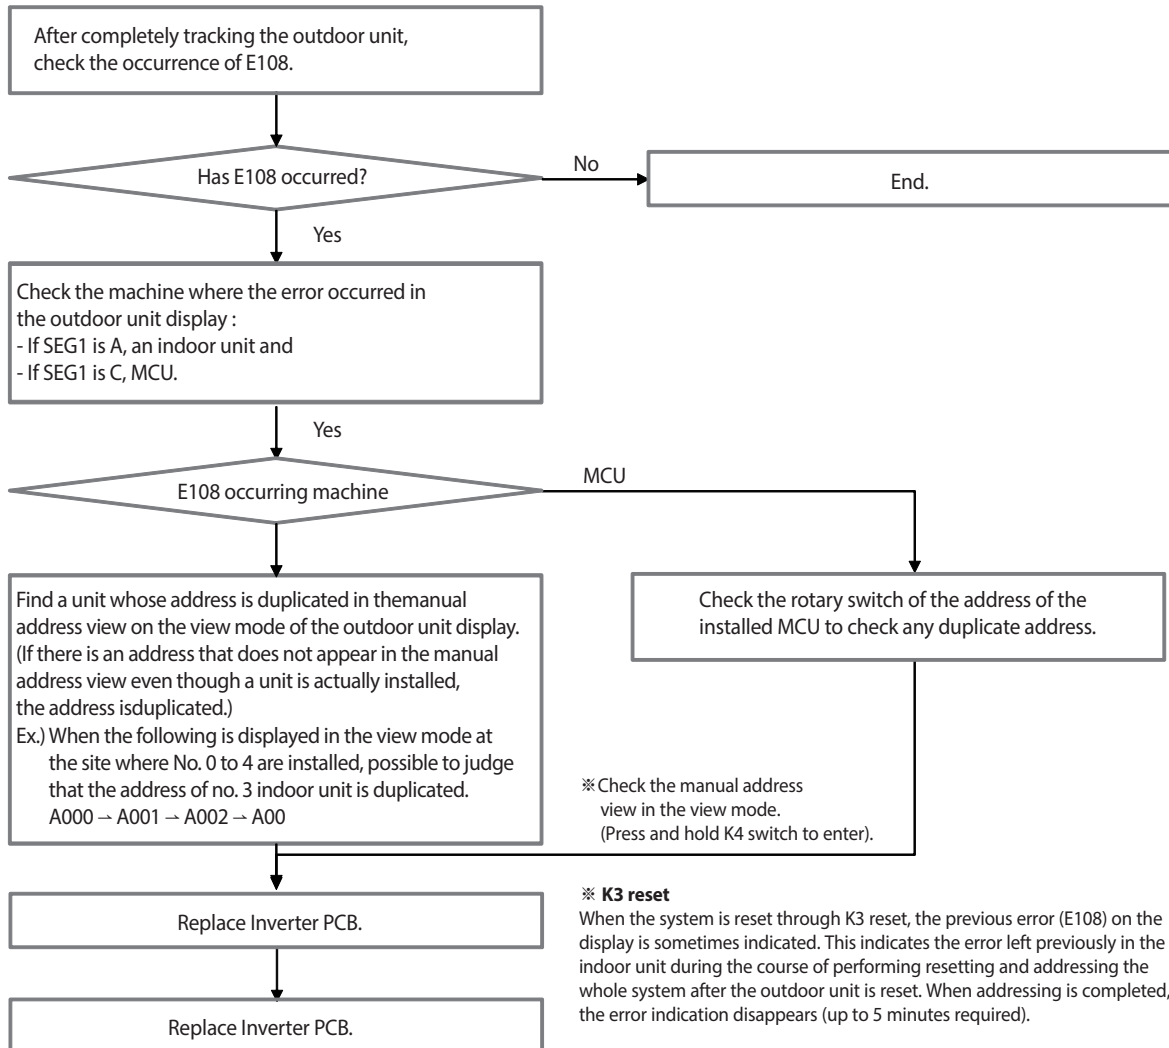 After completely tracking the outdoor unit,
check the occurrence of E108.
Has E108 occurred?
No
End.
Yes
Check the machine where the error occurred in
the outdoor unit display :
- If SEG1 is A, an indoor unit and
- If SEG1 is C, MCU.
Yes
E108 occurring machine
MCU
Find a unit whose address is duplicated in themanual
address view on the view mode of the outdoor unit display.
(If there is an address that does not appear in the manual
address view even though a unit is actually installed,
the address isduplicated.)
Ex.) When the following is displayed in the view mode at
the site where No. 0 to 4 are installed, possible to judge
that the address of no. 3 indoor unit is duplicated.
A000 ⇀ A001 ⇀ A002 ⇀ A00
Check the rotary switch of the address of the
installed MCU to check any duplicate address.
※Check the manual address
view in the view mode.
(Press and hold K4 switch to enter).
Replace Inverter PCB.
Replace Inverter PCB.
※ K3 reset
When the system is reset through K3 reset, the previous error (E108) on the
display is sometimes indicated. This indicates the error left previously in the
indoor unit during the course of performing resetting and addressing the
whole system after the outdoor unit is reset. When addressing is completed,
the error indication disappears (up to 5 minutes required).